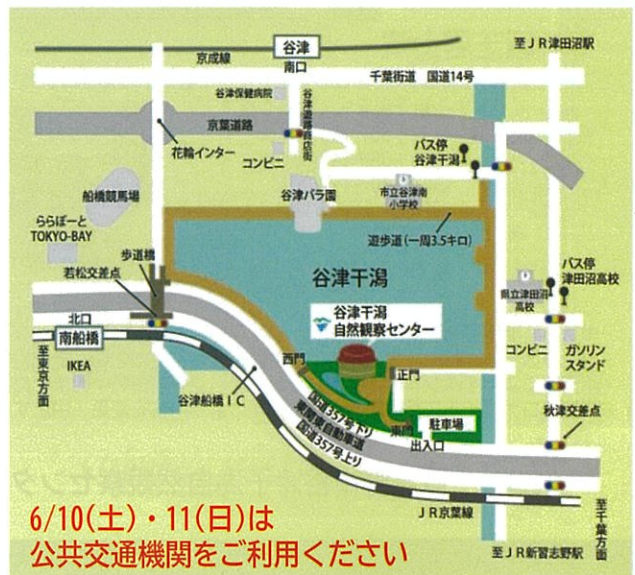 京成線
谷津
南口
至JR津田沼駅
千葉街道 国道14号
谷津保健病院
谷津遊路商店街
京葉道路
花輪インター
コンビニ
バス停
谷津干潟
船橋競馬場
谷津バラ園
市立谷津南
小学校
ららぽーと
TOKYO-BAY
遊歩道(一周3.5キロ)
歩道橋
若松交差点
谷津干潟
バス停
津田沼高校
県立津田沼
高校
谷津干潟
自然観察センター
北口
南船橋
至東京方面
IKEA
谷津船橋IC
西門
正門
コンビニ
ガソリン
スタンド
国道357号下り
東関東自動車道
国道357号上り
東門
駐車場
出入口
秋津交差点
JR京葉線
至千葉方面
至JR新習志野駅
6/10(土)・11(日)は
公共交通機関をご利用ください